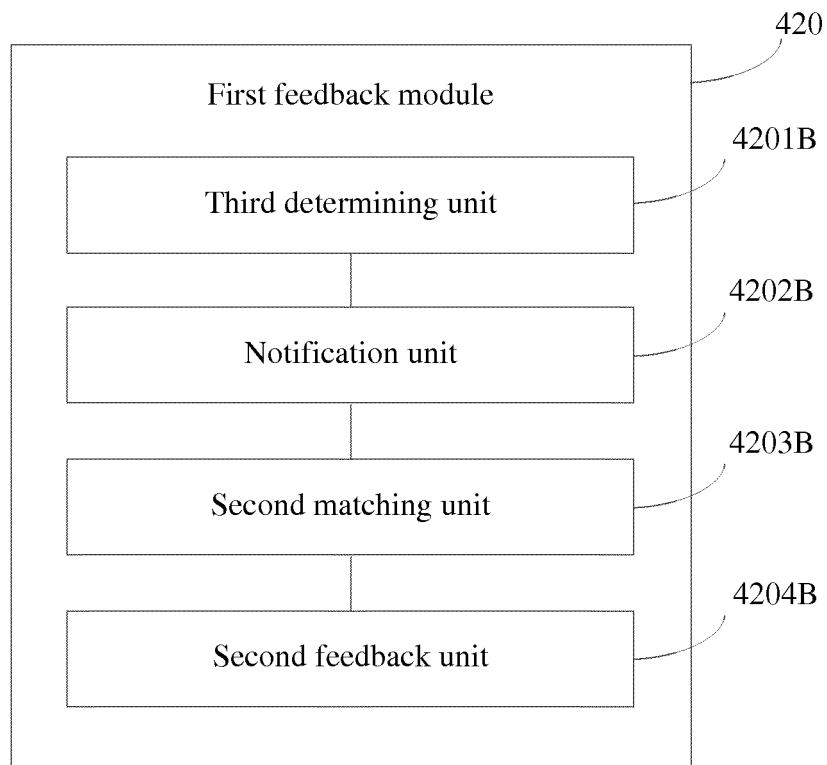 420
First feedback module
4201B
Third determining unit
4202B
Notification unit
4203B
Second matching unit
4204B
Second feedback unit